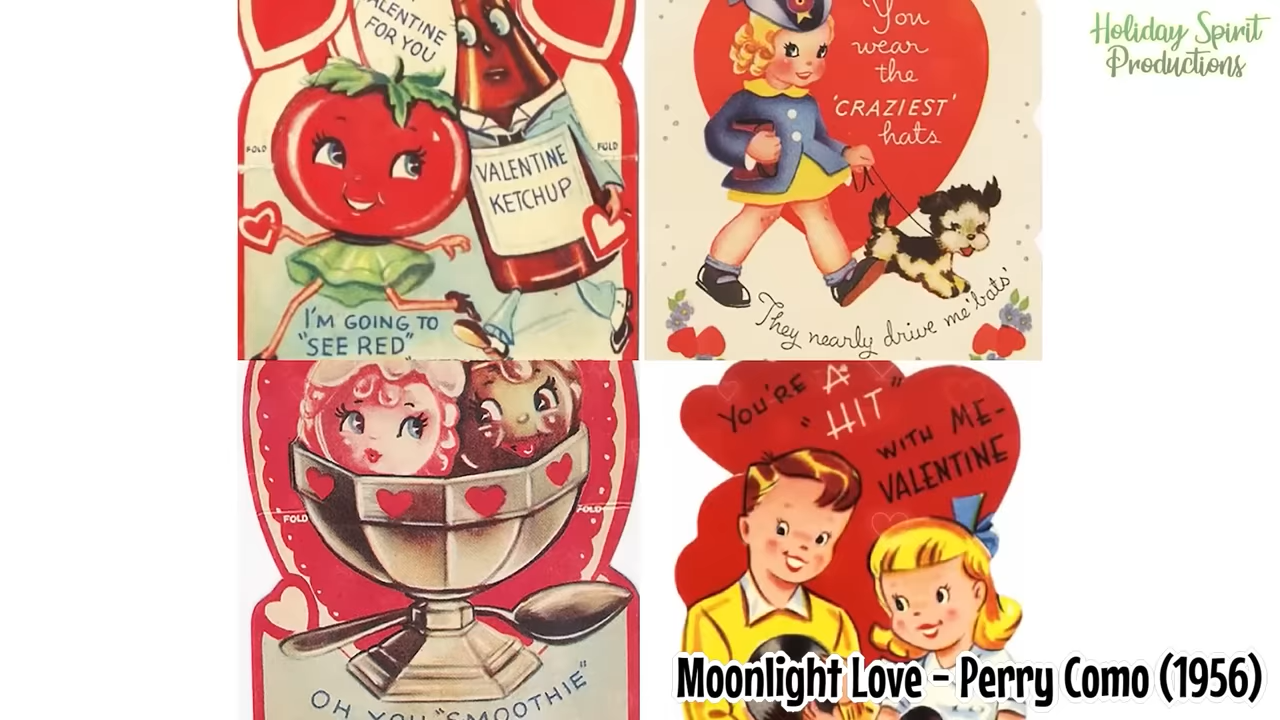 ALENTINE
FOR YOU
FOLD
FOLD
VALENTINE
KETCHUP
I'M GOING TO
"SEE RED"
You
wear
the
'CRAZIEST'
hats
They nearly drive me 'bats'
Holiday Spirit
Productions
FOLD
FOLD
OH YOU "SMOOTHIE"
YOU'RE A
"HIT"
WITH ME-
VALENTINE
Moonlight Love – Perry Como (1956)